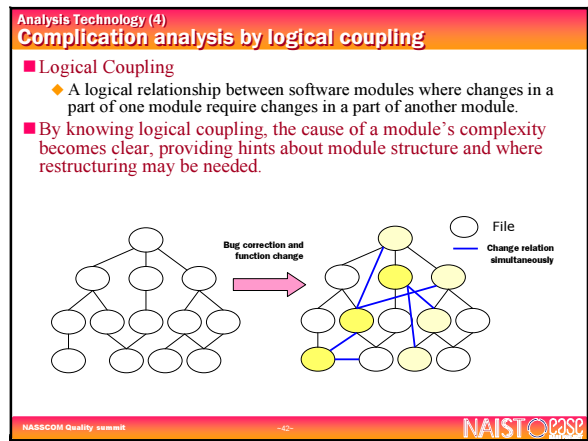 Analysis Technology (4)
Complication analysis by logical coupling
Logical Coupling
A logical relationship between software modules where changes in a
part of one module require changes in a part of another module.
By knowing logical coupling, the cause of a module's complexity
becomes clear, providing hints about module structure and where
restructuring may be needed.
Bug correction and
function change
File
Change relation
simultaneously
NASSCOM Quality summit
-42-
NAIST